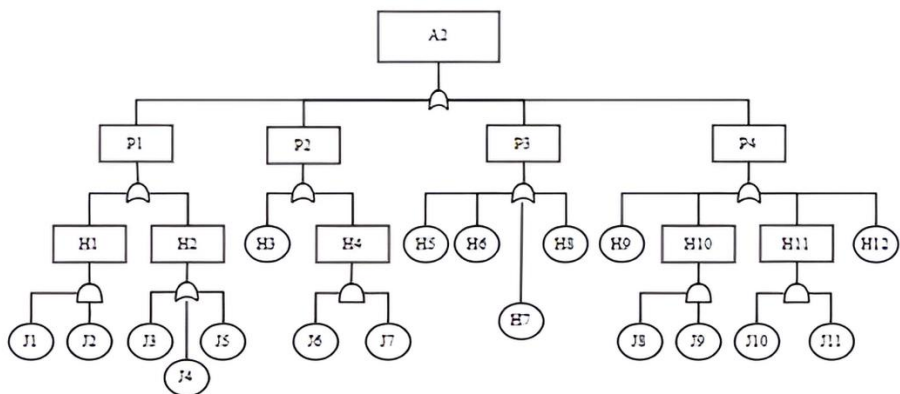 A2
P1 P2 P3 P4
H1 H2 H3 H4 H5 H6 H8 H9 H10 H11 H12
H7
J1 J2 J3 J5 J6 J7 J8 J9 J10 J11
J4